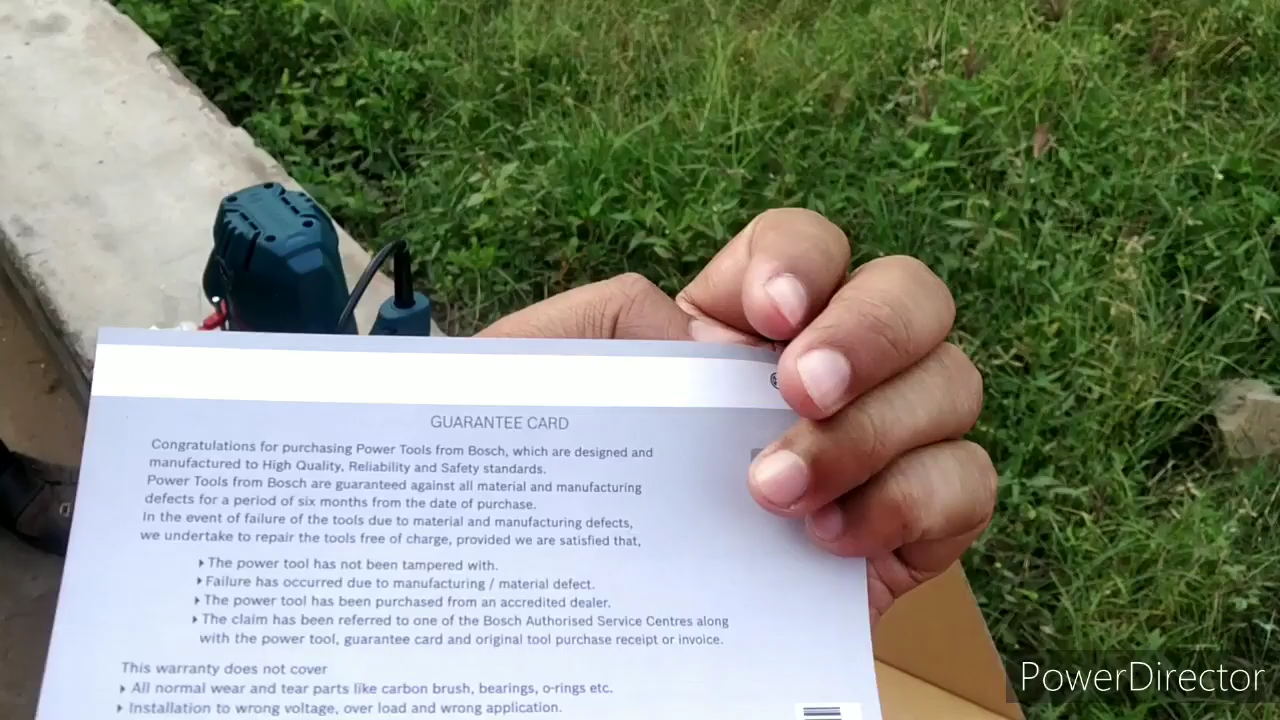 GUARANTEE CARD
Congratulations for purchasing Power Tools from Bosch, which are designed and
manufactured to High Quality, Reliability and Safety standards.
Power Tools from Bosch are guaranteed against all material and manufacturing
defects for a period of six months from the date of purchase.
In the event of failure of the tools due to material and manufacturing defects,
we undertake to repair the tools free of charge, provided we are satisfied that,
The power tool has not been tampered with.
Failure has occurred due to manufacturing / material defect.
The power tool has been purchased from an accredited dealer.
The claim has been referred to one of the Bosch Authorised Service Centres along
with the power tool, guarantee card and original tool purchase receipt or invoice.
This warranty does not cover
All normal wear and tear parts like carbon brush, bearings, o-rings etc.
Installation to wrong voltage, over load and wrong application.
PowerDirector